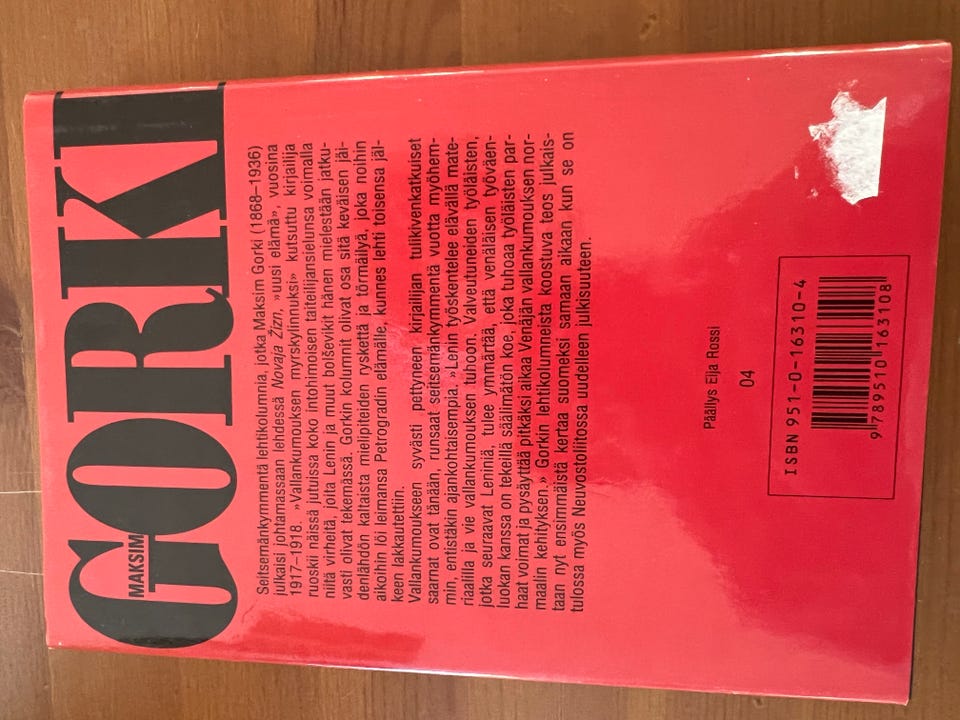 MAKSIM
GORKI
Seitsemänkymmentä lehtikolumnia, jotka Maksim Gorki (1868–1936)
julkaisi johtamassaan lehdessä Novaja Žizn, »uusi elämä», vuosina
1917–1918. »Vallankumouksen myrskylinnuksi» kutsuttu kirjailija
ruoskii näissä jutuissa koko intohimoisen taiteilijansielunsa voimalla
niitä virheitä, joita Lenin ja muut bolševikit hänen mielestään jatku-
vasti olivat tekemässä. Gorkin kolumnit olivat osa sitä keväisen jäi-
denlähdön kaltaista mielipiteiden ryskettä ja törmäilyä, joka noihin
aikoihin löi leimansa Petrogradin elämälle, kunnes lehti toisensa jäl-
keen lakkautettiin.
Vallankumoukseen syvästi pettyneen kirjailijan tulikivenkatkuiset
saarnat ovat tänään, runsaat seitsemänkymmentä vuotta myöhem-
min, entistäkin ajankohtaisempia. »Lenin työskentelee elävällä mate-
riaalilla ja vie vallankumouksen tuhoon. Valveutuneiden työläisten,
jotka seuraavat Leniniä, tulee ymmärtää, että venäläisen työväen-
luokan kanssa on tekeillä säälimätön koe, joka tuhoaa työläisten par-
haat voimat ja pysäyttää pitkäksi aikaa Venäjän vallankumouksen nor-
maalin kehityksen.» Gorkin lehtikolumneista koostuva teos julkais-
taan nyt ensimmäistä kertaa suomeksi samaan aikaan kun se on
tulossa myös Neuvostoliitossa uudelleen julkisuuteen.
Päällys Elja Rossi
04
ISBN 951-0-16310-4
9 789510 163108